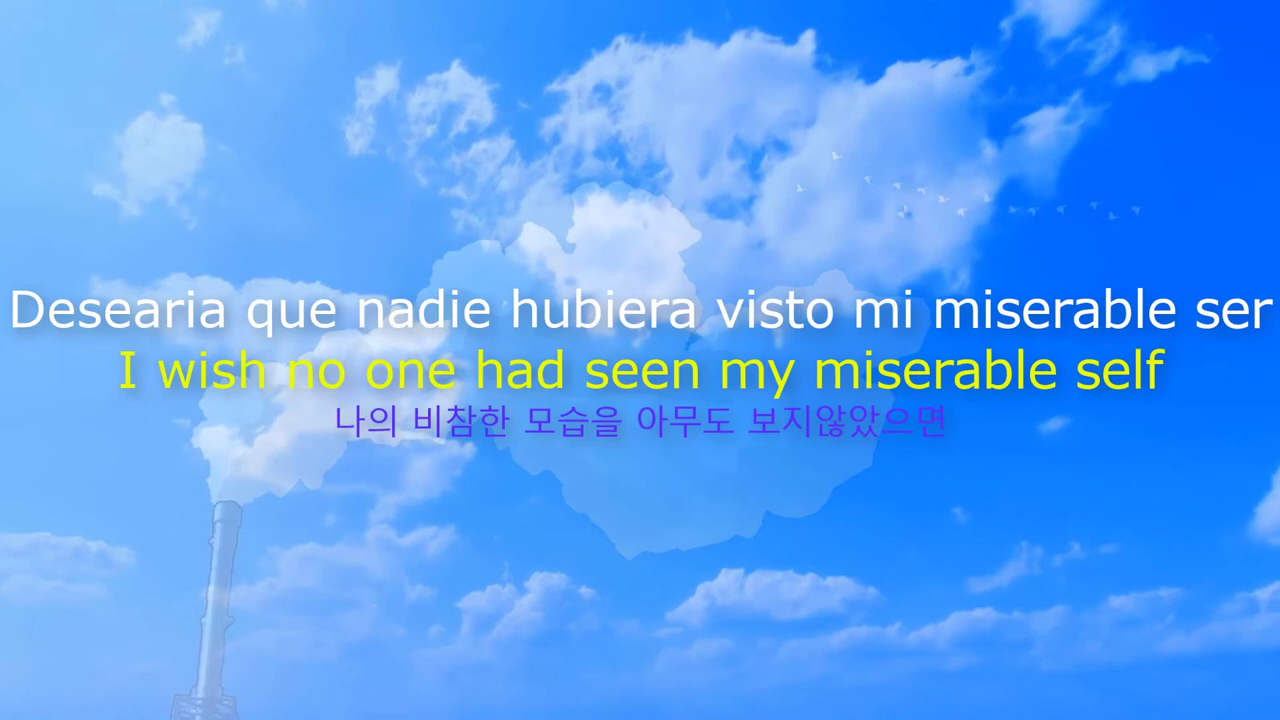 Desearia que nadie hubiera visto mi miserable ser
I wish no one had seen my miserable self
나의 비참한 모습을 아무도 보지않았으면